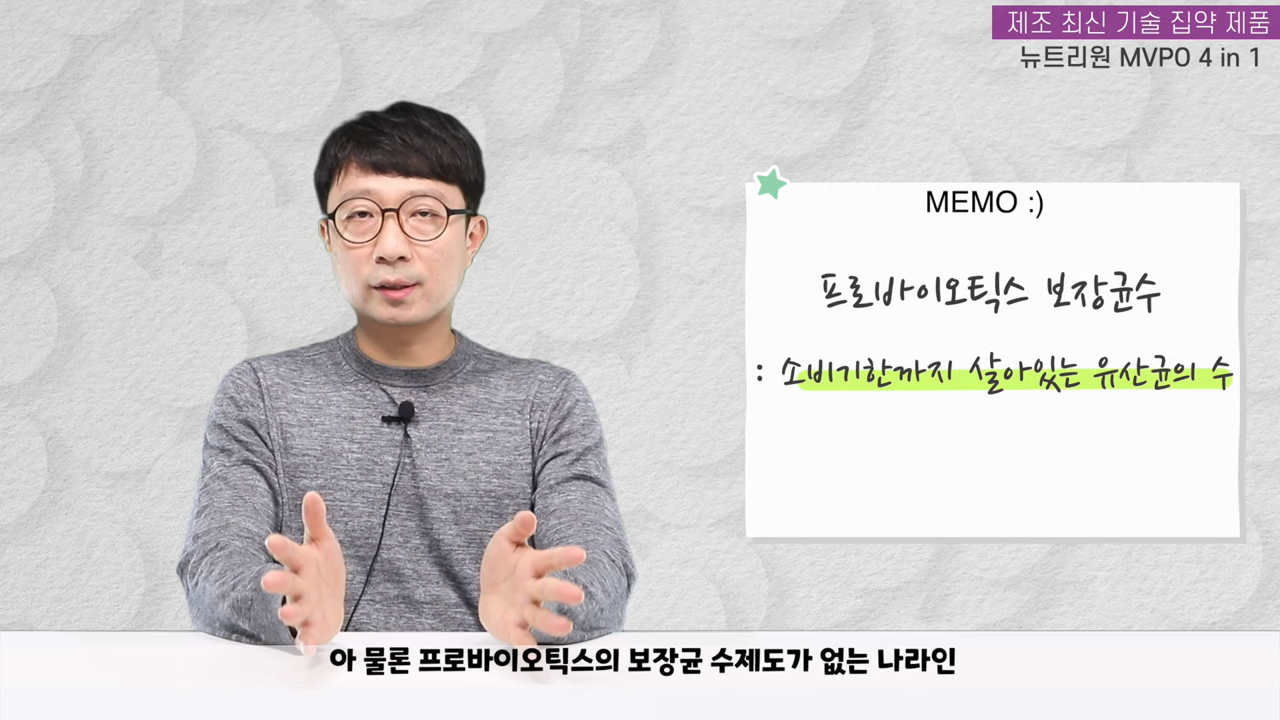 제조 최신 기술 집약 제품
뉴트리원 MVP0 4 in 1
MEMO :)
프로바이오틱스 보장균수
: 소비기한까지 살아있는 유산균의 수
아 물론 프로바이오틱스의 보장균 수제도가 없는 나라인